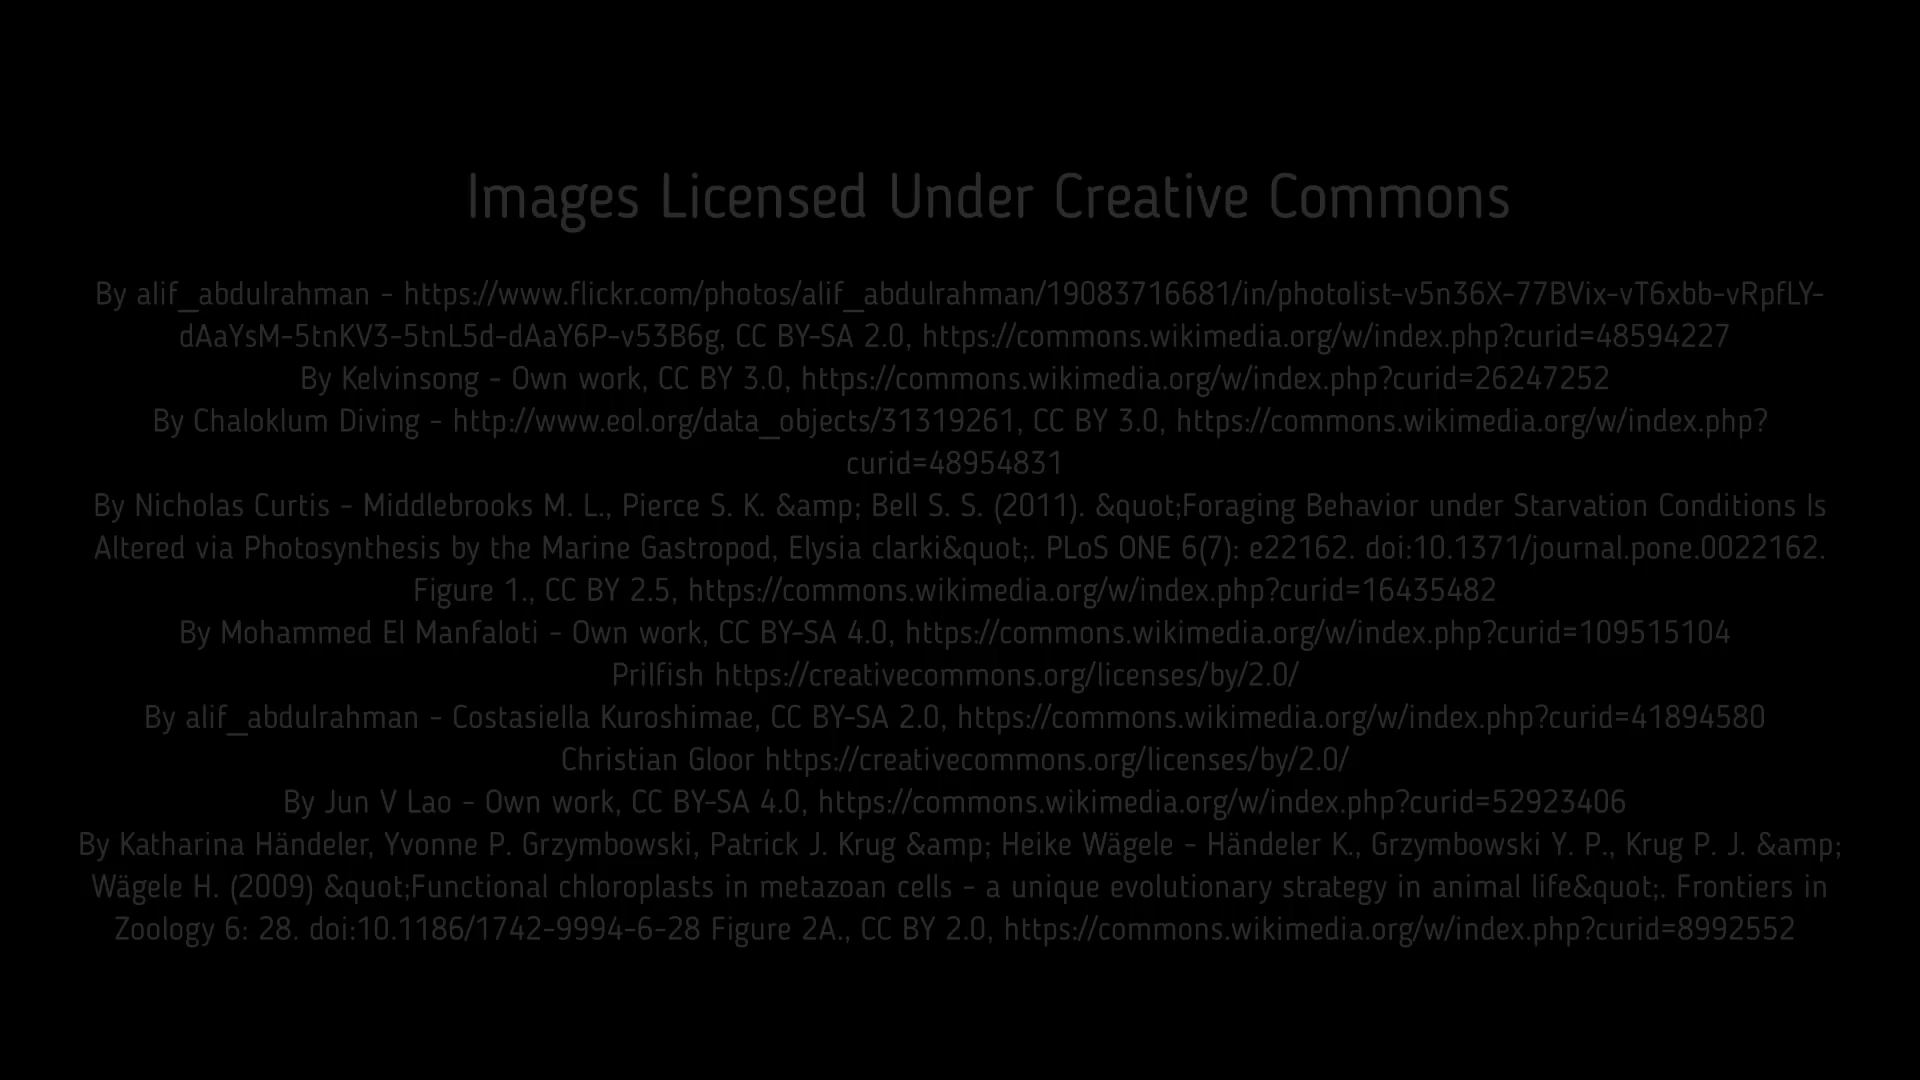 Images Licensed Under Creative Commons
By alif_abdulrahman - https://www.flickr.com/photos/alif_abdulrahman/19083716681/in/photolist-v5n36X-77BVix-vT6xbb-vRpfLY-
dAaYsM-5tnKV3-5tnL5d-dAaY6P-v53B6g, CC BY-SA 2.0, https://commons.wikimedia.org/w/index.php?curid=48594227
By Kelvinsong - Own work, CC BY 3.0, https://commons.wikimedia.org/w/index.php?curid=26247252
By Chaloklum Diving - http://www.eol.org/data_objects/31319261, CC BY 3.0, https://commons.wikimedia.org/w/index.php?
curid=48954831
By Nicholas Curtis - Middlebrooks M. L., Pierce S. K. &amp; Bell S. S. (2011). &quot;Foraging Behavior under Starvation Conditions Is
Altered via Photosynthesis by the Marine Gastropod, Elysia clarki&quot;. PLoS ONE 6(7): e22162. doi:10.1371/journal.pone.0022162.
Figure 1., CC BY 2.5, https://commons.wikimedia.org/w/index.php?curid=16435482
By Mohammed El Manfaloti - Own work, CC BY-SA 4.0, https://commons.wikimedia.org/w/index.php?curid=109515104
Prilfish https://creativecommons.org/licenses/by/2.0/
By alif_abdulrahman - Costasiella Kuroshimae, CC BY-SA 2.0, https://commons.wikimedia.org/w/index.php?curid=41894580
Christian Gloor https://creativecommons.org/licenses/by/2.0/
By Jun V Lao - Own work, CC BY-SA 4.0, https://commons.wikimedia.org/w/index.php?curid=52923406
By Katharina Händeler, Yvonne P. Grzymbowski, Patrick J. Krug &amp; Heike Wägele - Händeler K., Grzymbowski Y. P., Krug P. J. &amp;
Wägele H. (2009) &quot;Functional chloroplasts in metazoan cells - a unique evolutionary strategy in animal life&quot;. Frontiers in
Zoology 6: 28. doi:10.1186/1742-9994-6-28 Figure 2A., CC BY 2.0, https://commons.wikimedia.org/w/index.php?curid=8992552